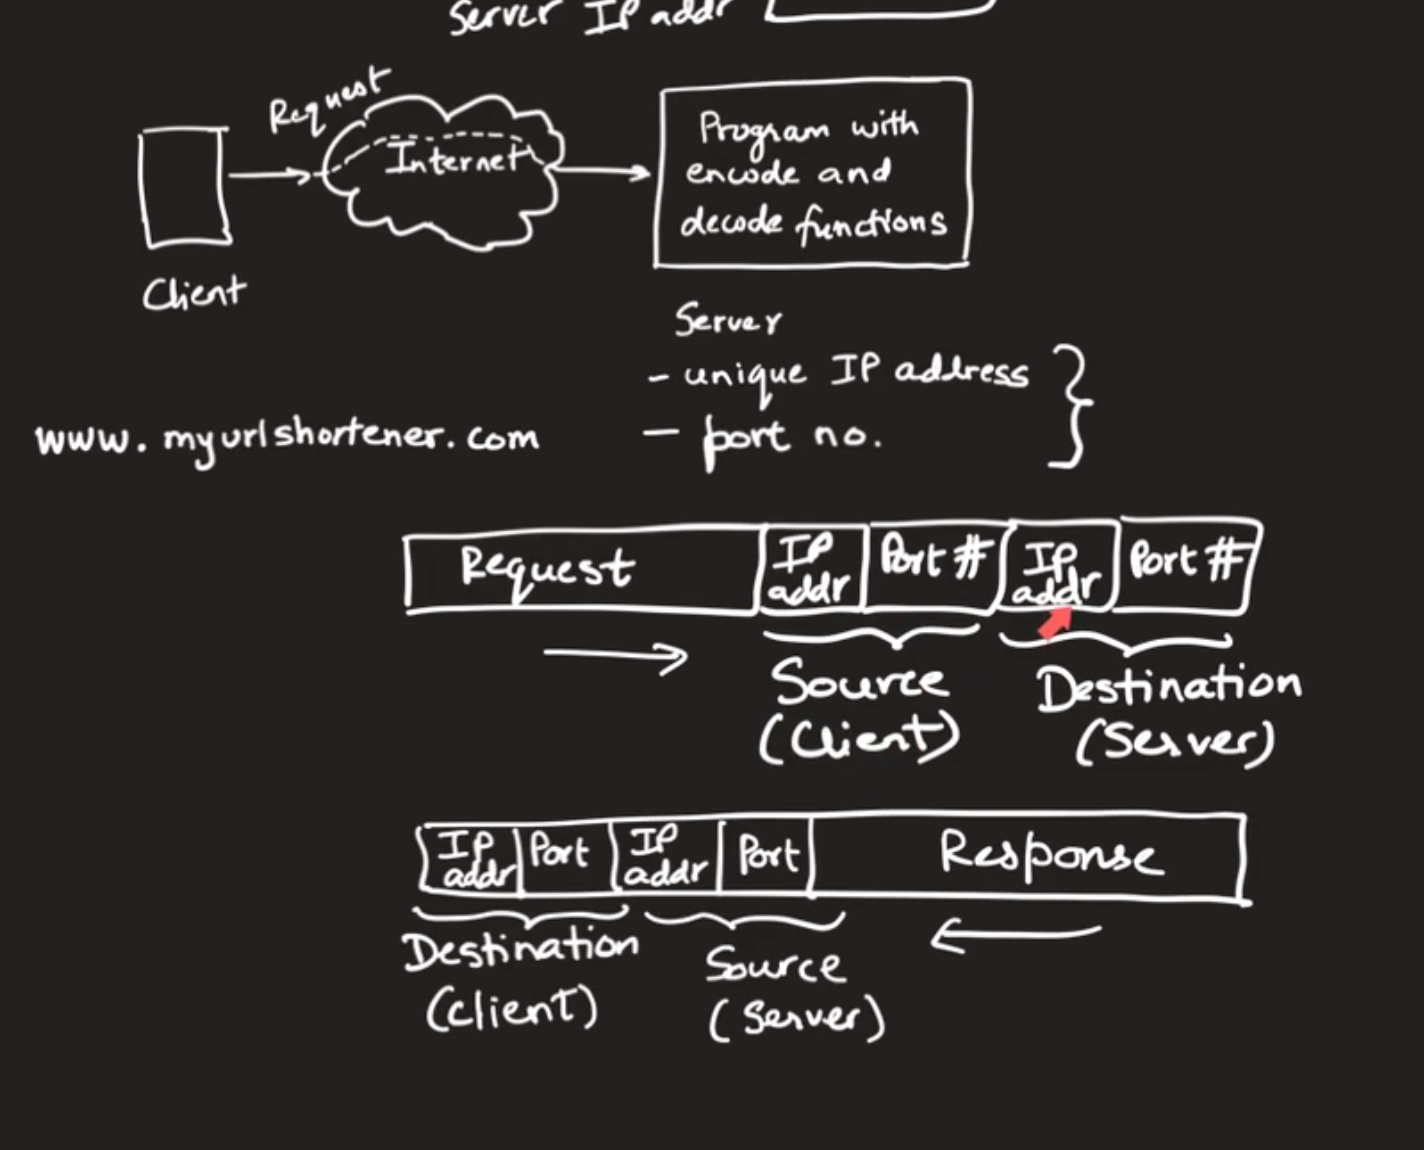 Server IP addr
Request
Internet
Program with
encode and
decode functions
Client
Server
- unique IP address
- port no.
www.myurlshortener.com
Request
IP
addr
Port #
IP
addr
Port #
Source
(Client)
Destination
(Server)
IP
addr
Port
IP
addr
Port
Response
Destination
(Client)
Source
(Server)